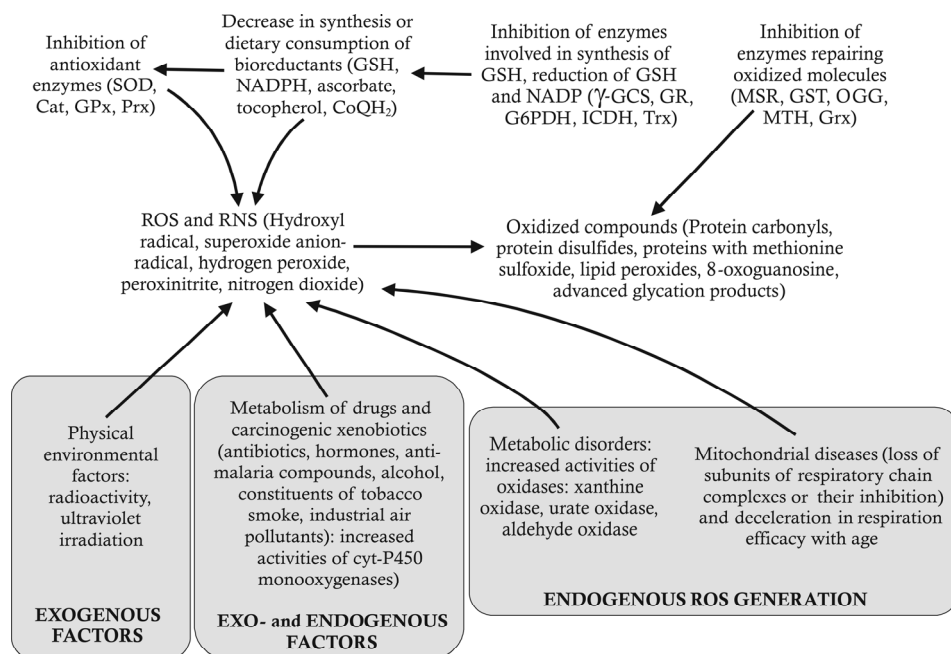 Inhibition of
antioxidant
enzymes (SOD,
Cat, GPx, Prx)
Decrease in synthesis or
dietary consumption of
biorcductants (GSH,
NADPH, ascorbatc,
tocophcrol, CoQH₂)
Inhibition of enzymes
involved in synthesis of
GSH, reduction of GSH
and NADP (γ-GCS, GR,
G6PDH, ICDH, Trx)
Inhibition of
enzymes repairing
oxidized molecules
(MSR, GST, OGG,
MTH, Grx)
ROS and RNS (Hydroxyl
radical, superoxide anion-
radical, hydrogen peroxide,
peroxinitrite, nitrogen dioxide)
Oxidized compounds (Protein carbonyls,
protein disulfides, proteins with methionine
sulfoxide, lipid peroxides, 8-oxoguanosine,
advanced glycation products)
Physical
environmental
factors:
radioactivity,
ultraviolet
irradiation
EXOGENOUS
FACTORS
Metabolism of drugs and
carcinogenic xenobiotics
(antibiotics, hormones, anti-
malaria compounds, alcohol,
constituents of tobacco
smoke, industrial air
pollutants): increased
activities of cyt-P450
monooxygenases)
EXO- and ENDOGENOUS
FACTORS
Metabolic disorders:
increased activities of
oxidases: xanthine
oxidase, urate oxidase,
aldehyde oxidase
Mitochondrial diseases (loss of
subunits of respiratory chain
complcxcs or their inhibition)
and dcclcration in respiration
efficacy with age
ENDOGENOUS ROS GENERATION